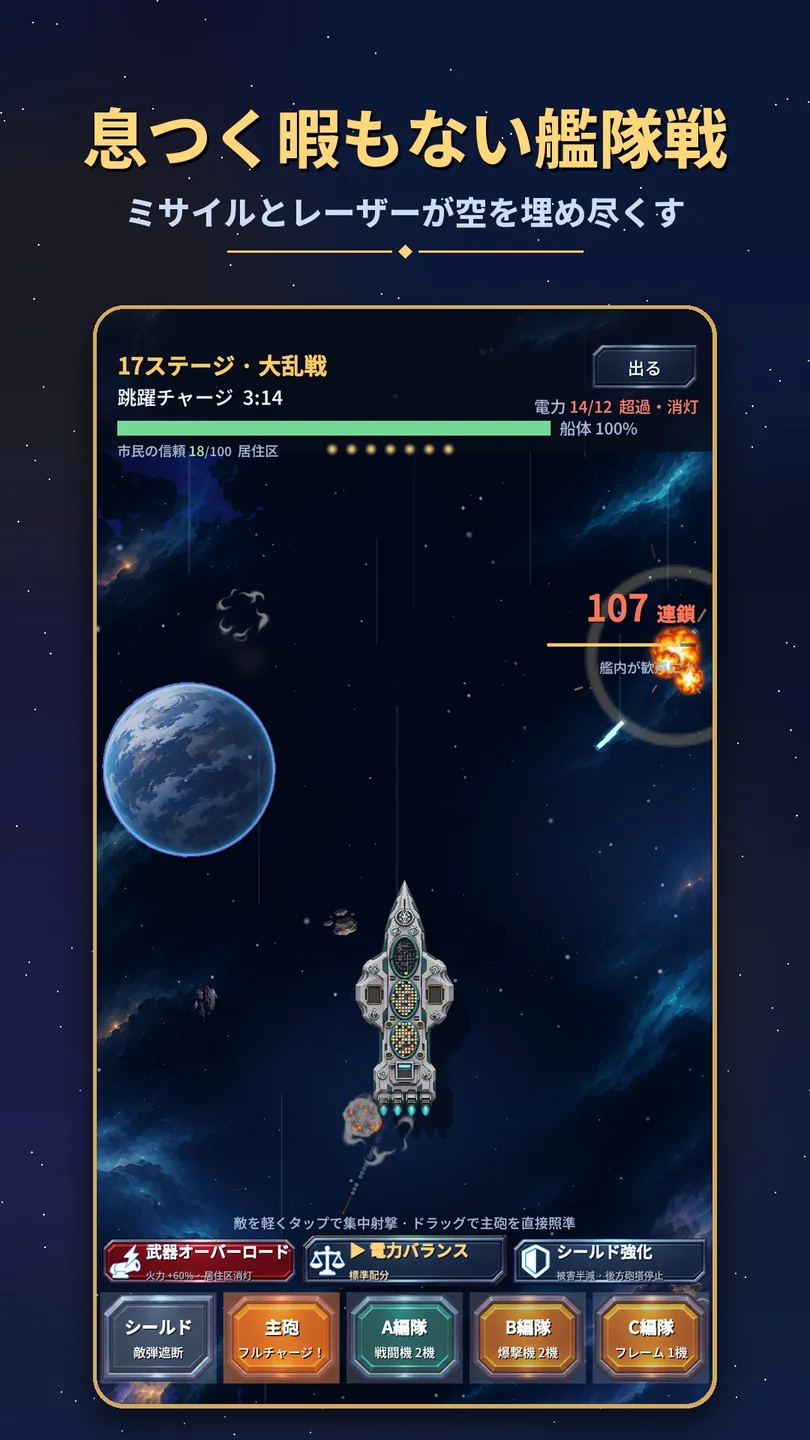 息つく暇もない艦隊戦
ミサイルとレーザーが空を埋め尽くす
17ステージ · 大乱戦
出る
跳躍チャージ 3:14
電力 14/12 超過・消灯
船体 100%
市民の信頼 18/100 居住区
107 連鎖
艦内が歓
敵を軽くタップで集中射撃 · ドラッグで主砲を直接照準
武器オーバーロード
火力 +60% · 居住区消灯
▶電力バランス
標準配分
シールド強化
被害半減 · 後方砲塔停止
シールド
敵弾遮断
主砲
フルチャージ！
A編隊
戦闘機 2機
B編隊
爆撃機 2機
C編隊
フレーム 1機